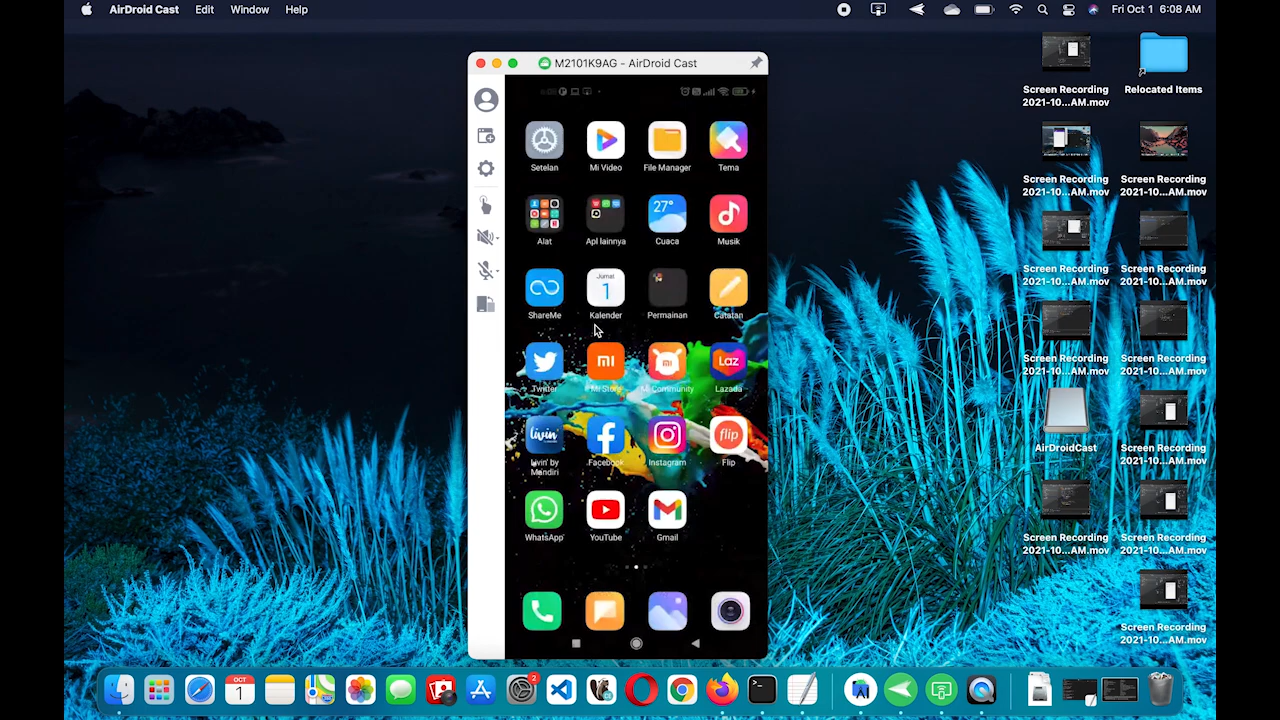 AirDroid Cast Edit Window Help
Fri Oct 1 6:08 AM
M2101K9AG - AirDroid Cast
Setelan
Mi Video
File Manager
Tema
Alat
Apl lainnya
27°
Cuaca
Musik
ShareMe
Jumat
1
Kalender
Permainan
Catatan
Twitter
Mi Store
Mi Community
Laz
Lazada
livin'
Livin' by
Mandiri
Facebook
Instagram
flip
Flip
WhatsApp
YouTube
Gmail
Screen Recording
2021-10...AM.mov
Relocated Items
Screen Recording
2021-10...AM.mov
Screen Recording
2021-10...AM.mov
Screen Recording
2021-10...AM.mov
Screen Recording
2021-10...AM.mov
Screen Recording
2021-10...AM.mov
Screen Recording
2021-10...AM.mov
AirDroidCast
Screen Recording
2021-10...AM.mov
Screen Recording
2021-10...AM.mov
Screen Recording
2021-10...AM.mov
Screen Recording
2021-10...AM.mov
OCT
1
2